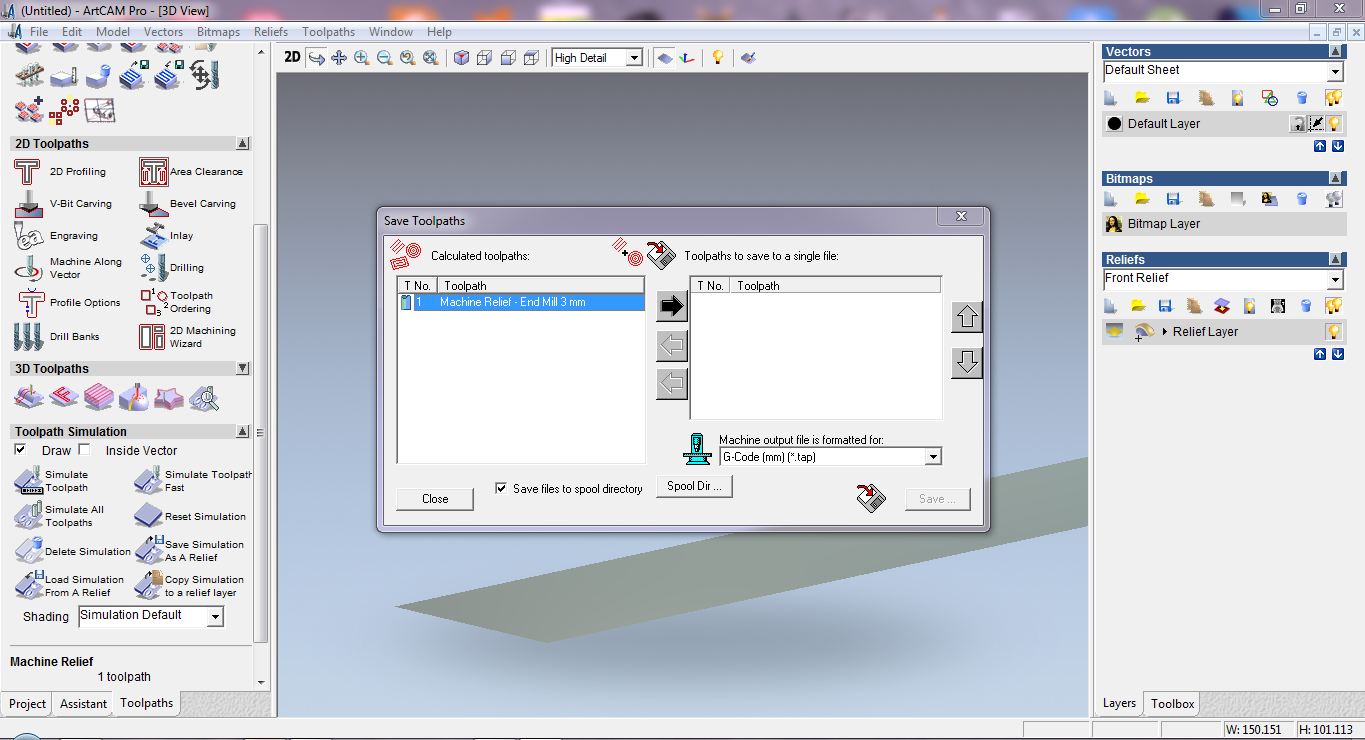 (Untitled) - ArtCAM Pro - [3D View]
File Edit Model Vectors Bitmaps Reliefs Toolpaths Window Help
2D Toolpaths
2D Profiling
Area Clearance
V-Bit Carving
Bevel Carving
Engraving
Inlay
Machine Along
Vector
Drilling
Profile Options
Toolpath
Ordering
Drill Banks
2D Machining
Wizard
3D Toolpaths
Toolpath Simulation
Draw
Inside Vector
Simulate
Toolpath
Simulate Toolpath
Fast
Simulate All
Toolpaths
Reset Simulation
Delete Simulation
Save Simulation
As A Relief
Load Simulation
From A Relief
Copy Simulation
to a relief layer
Shading
Simulation Default
Machine Relief
1 toolpath
Project Assistant Toolpaths
2D
High Detail
Save Toolpaths
Calculated toolpaths:
T No. Toolpath
1 Machine Relief - End Mill 3 mm
Toolpaths to save to a single file:
T No. Toolpath
Machine output file is formatted for:
G-Code (mm) (*.tap)
Close
Save files to spool directory
Spool Dir ...
Save ...
Vectors
Default Sheet
Default Layer
Bitmaps
Bitmap Layer
Reliefs
Front Relief
Relief Layer
Layers Toolbox
W: 150.151 H: 101.113